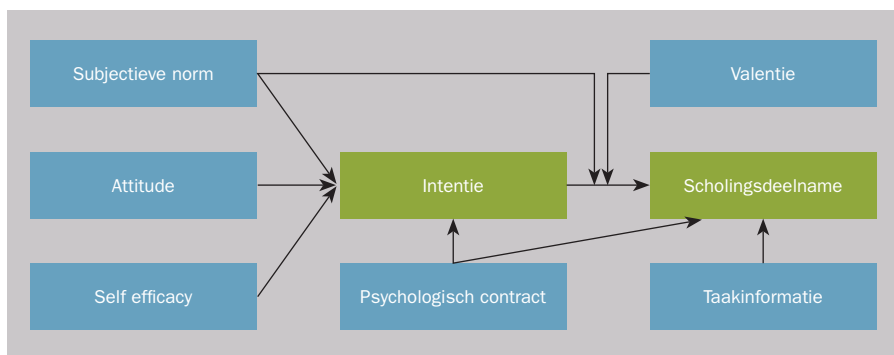 Subjectieve norm
Valentie
Attitude
Intentie
Scholingsdeelname
Self efficacy
Psychologisch contract
Taakinformatie